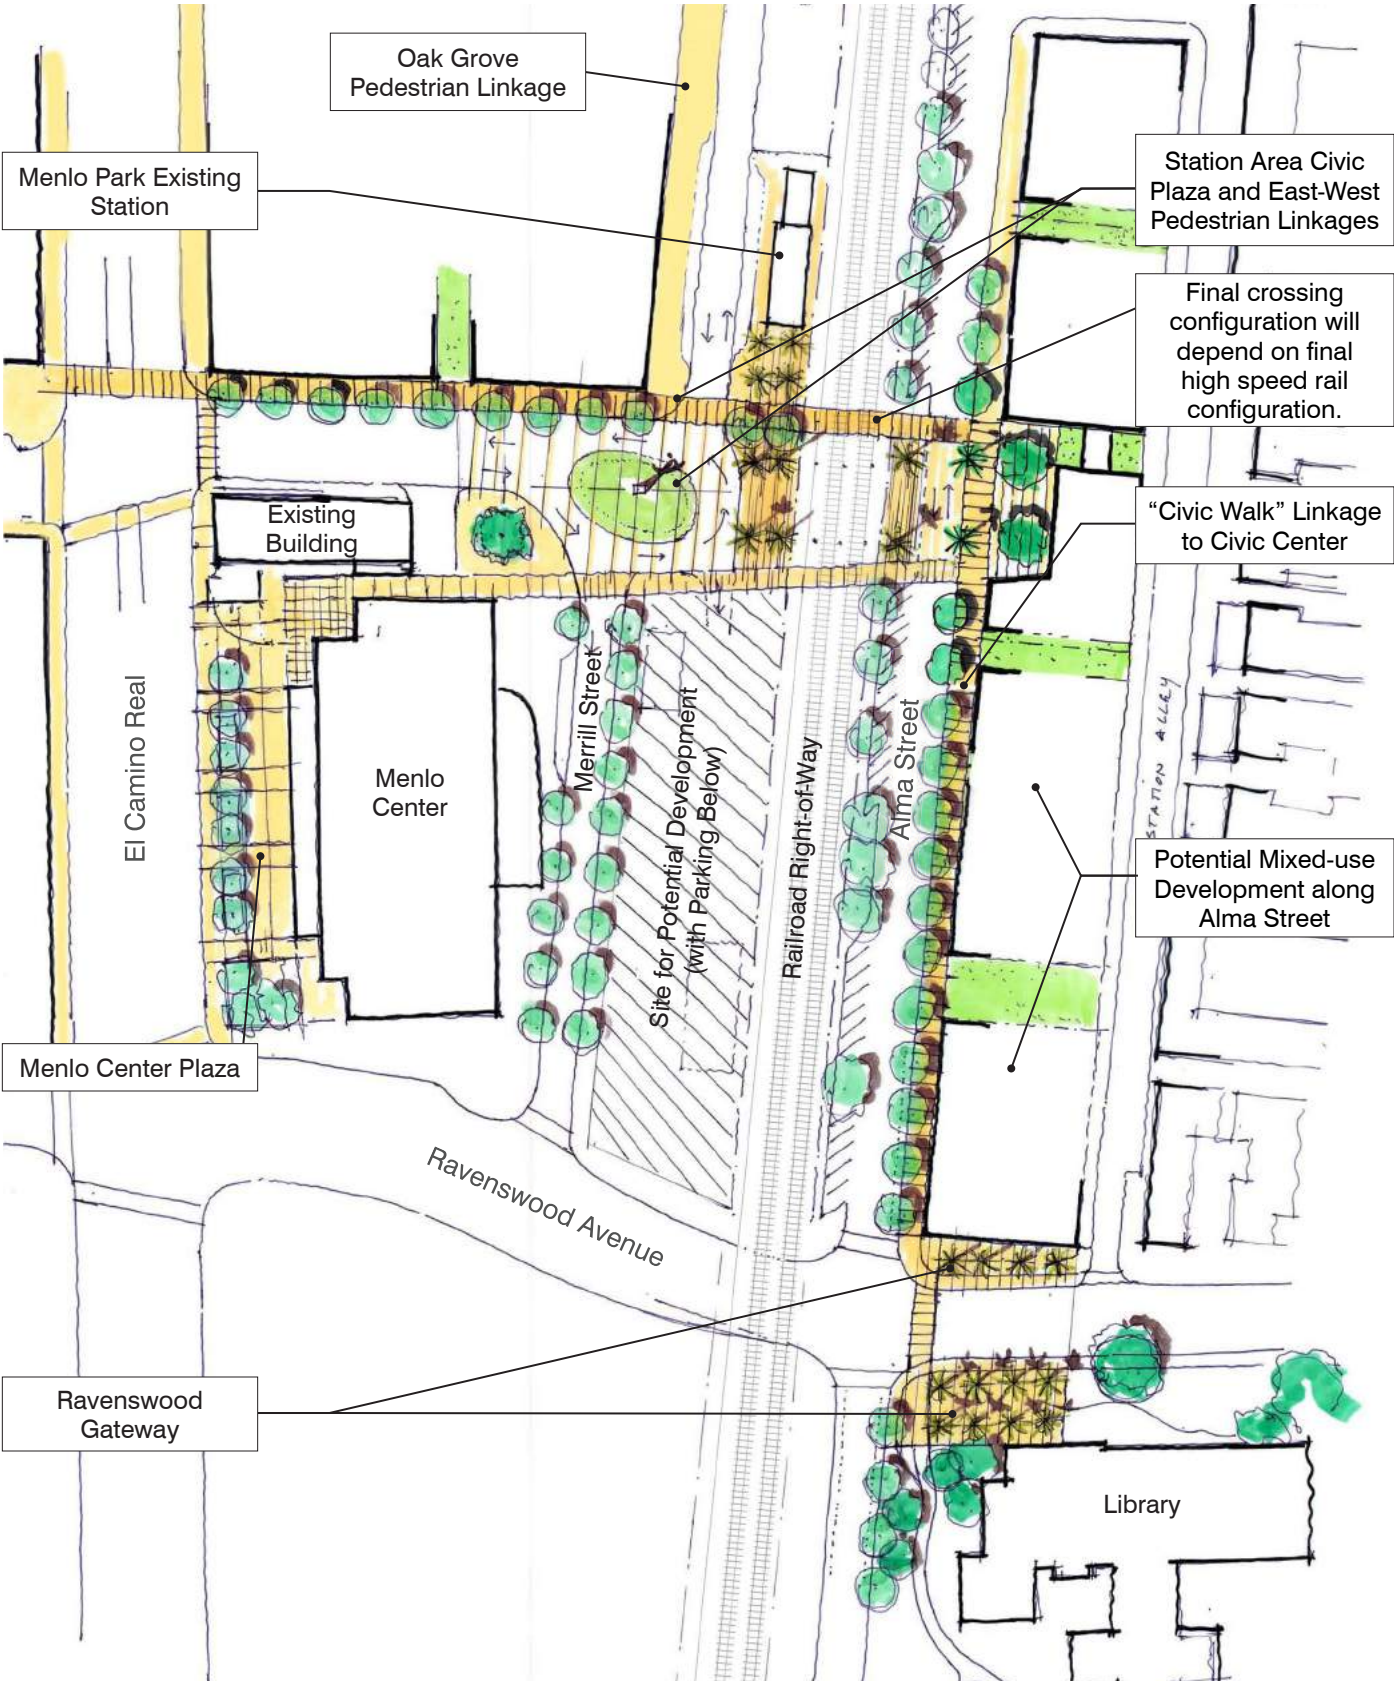 Oak Grove
Pedestrian Linkage
Menlo Park Existing
Station
Station Area Civic
Plaza and East-West
Pedestrian Linkages
Final crossing
configuration will
depend on final
high speed rail
configuration.
Existing
Building
“Civic Walk” Linkage
to Civic Center
El Camino Real
Menlo
Center
Merrill Street
Site for Potential Development
(with Parking Below)
Railroad Right-of-Way
Alma Street
STATION ALLEY
Potential Mixed-use
Development along
Alma Street
Menlo Center Plaza
Ravenswood Avenue
Ravenswood
Gateway
Library